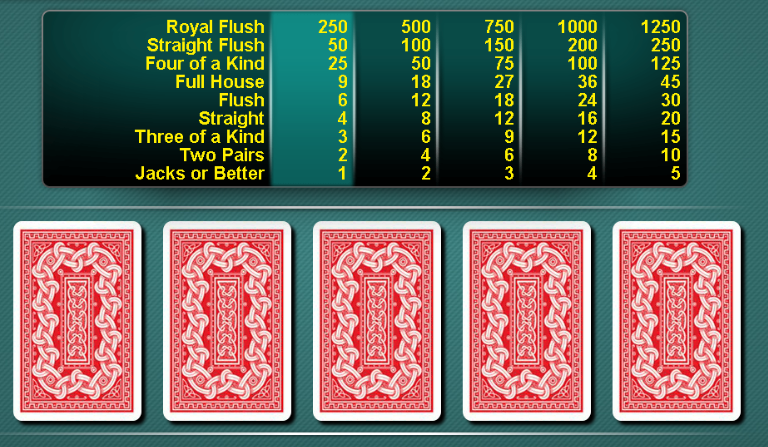 Royal Flush 250 500 750 1000 1250
Straight Flush 50 100 150 200 250
Four of a Kind 25 50 75 100 125
Full House 9 18 27 36 45
Flush 6 12 18 24 30
Straight 4 8 12 16 20
Three of a Kind 3 6 9 12 15
Two Pairs 2 4 6 8 10
Jacks or Better 1 2 3 4 5